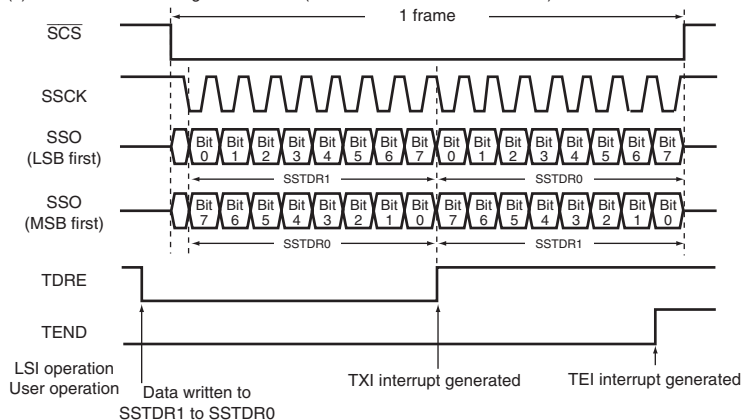 1 frame
SCS
SSCK
SSO
(LSB first)
Bit 0 Bit 1 Bit 2 Bit 3 Bit 4 Bit 5 Bit 6 Bit 7 Bit 0 Bit 1 Bit 2 Bit 3 Bit 4 Bit 5 Bit 6 Bit 7
SSTDR1 SSTDR0
SSO
(MSB first)
Bit 7 Bit 6 Bit 5 Bit 4 Bit 3 Bit 2 Bit 1 Bit 0 Bit 7 Bit 6 Bit 5 Bit 4 Bit 3 Bit 2 Bit 1 Bit 0
SSTDR0 SSTDR1
TDRE
TEND
LSI operation
User operation
TXI interrupt generated
TEI interrupt generated
Data written to
SSTDR1 to SSTDR0